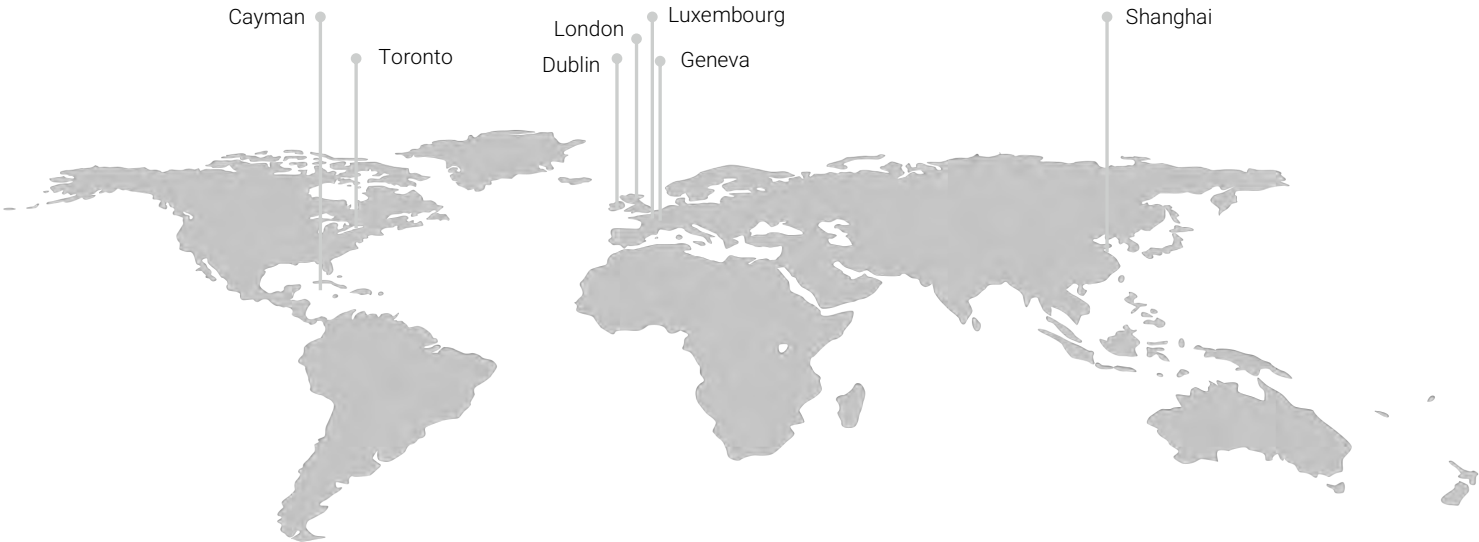 Cayman
Toronto
London
Dublin
Luxembourg
Geneva
Shanghai